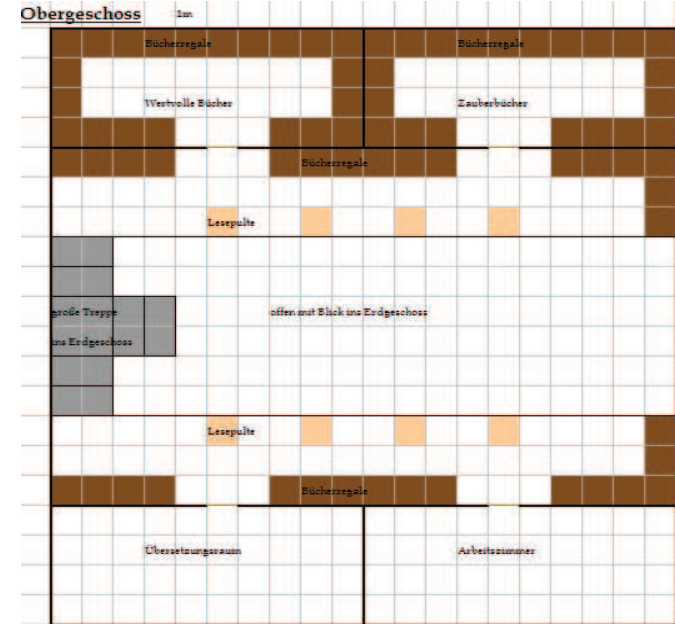 Obergeschoss 1m
Bücherregale Bücherregale
Wertvolle Bücher Zauberbücher
Bücherregale
Lesepulte
große Treppe offen mit Blick ins Erdgeschoss
ins Erdgeschoss
Lesepulte
Bücherregale
Übersetzungsraum Arbeitszimmer